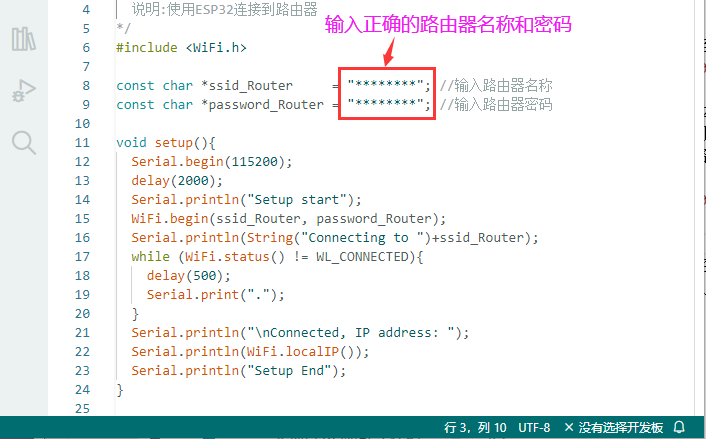 4 说明:使用ESP32连接到路由器
输入正确的路由器名称和密码
5 */
6 #include <WiFi.h>
7
8 const char *ssid_Router     = "********"; //输入路由器名称
9 const char *password_Router = "********"; //输入路由器密码
10
11 void setup(){
12   Serial.begin(115200);
13   delay(2000);
14   Serial.println("Setup start");
15   WiFi.begin(ssid_Router, password_Router);
16   Serial.println(String("Connecting to ")+ssid_Router);
17   while (WiFi.status() != WL_CONNECTED){
18     delay(500);
19     Serial.print(".");
20   }
21   Serial.println("\nConnected, IP address: ");
22   Serial.println(WiFi.localIP());
23   Serial.println("Setup End");
24 }
25
行 3，列 10 UTF-8 × 没有选择开发板